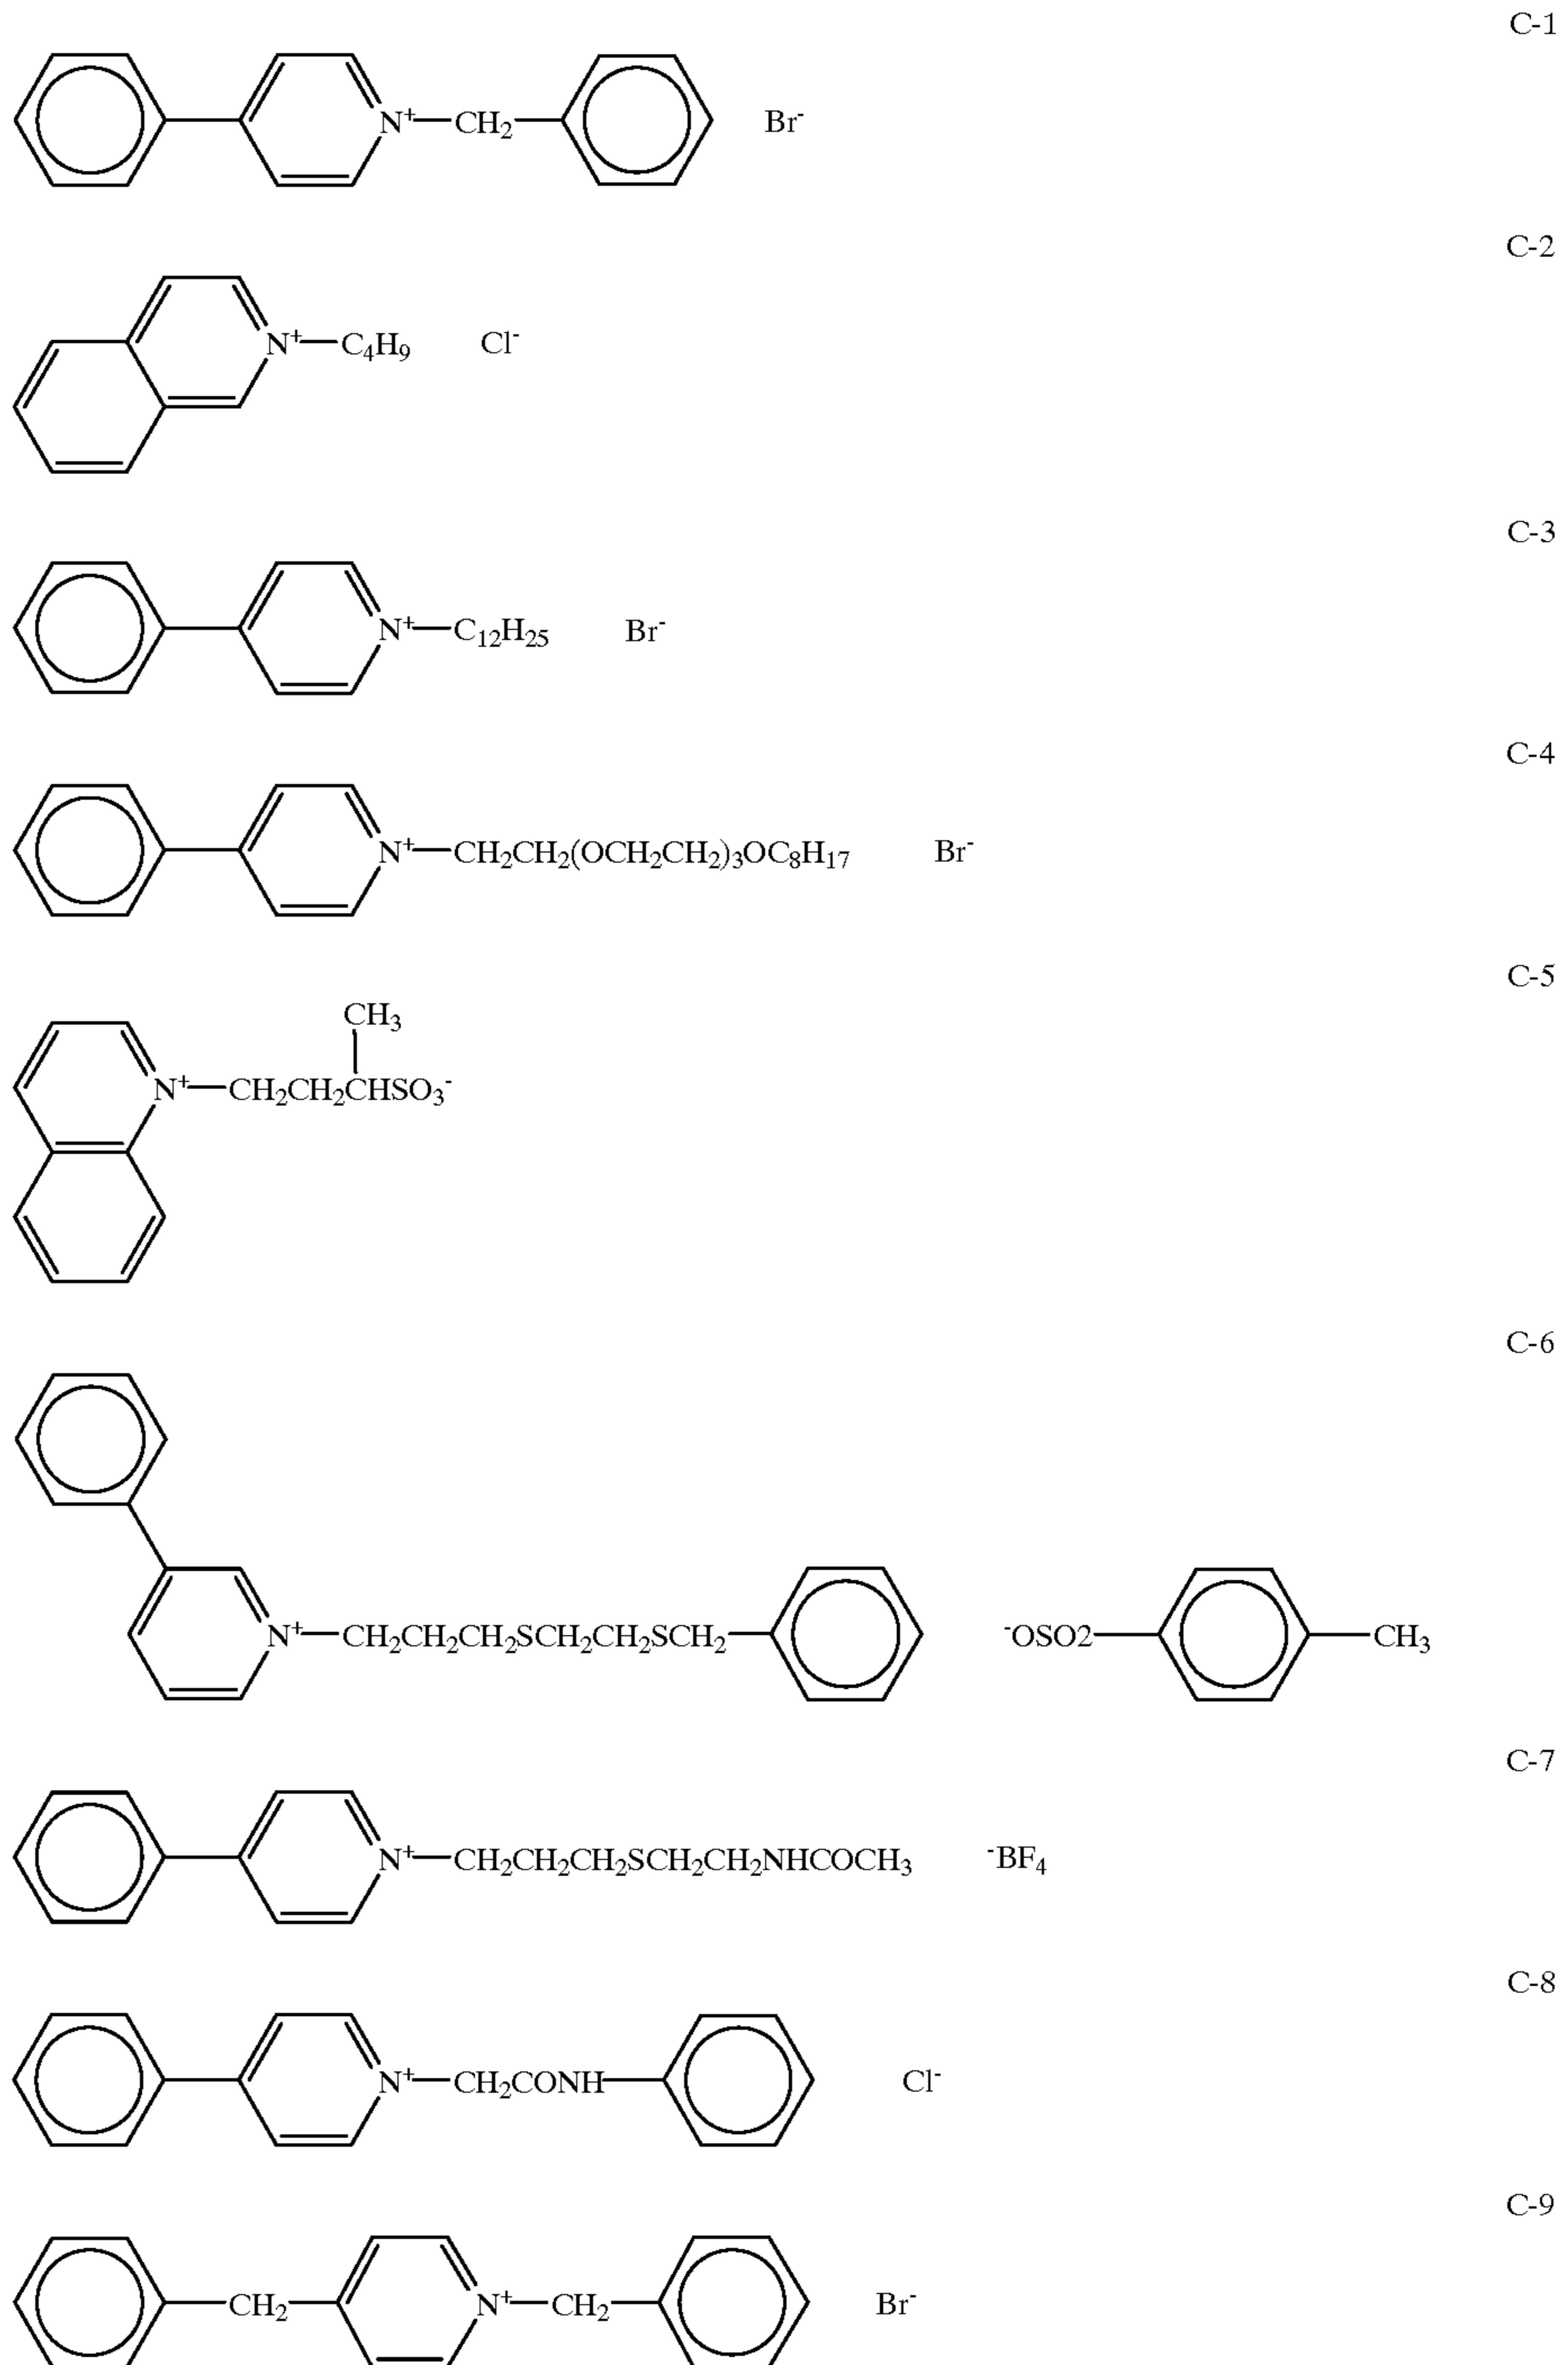 C-1
N⁺ CH₂ Br⁻
C-2
N⁺ C₄H₉ Cl⁻
C-3
N⁺ C₁₂H₂₅ Br⁻
C-4
N⁺ CH₂CH₂(OCH₂CH₂)₃OC₈H₁₇ Br⁻
C-5
CH₃
N⁺ CH₂CH₂CHSO₃⁻
C-6
N⁺ CH₂CH₂CH₂SCH₂CH₂SCH₂ ⁻OSO2 CH₃
C-7
N⁺ CH₂CH₂CH₂SCH₂CH₂NHCOCH₃ ⁻BF₄
C-8
N⁺ CH₂CONH Cl⁻
C-9
CH₂ N⁺ CH₂ Br⁻